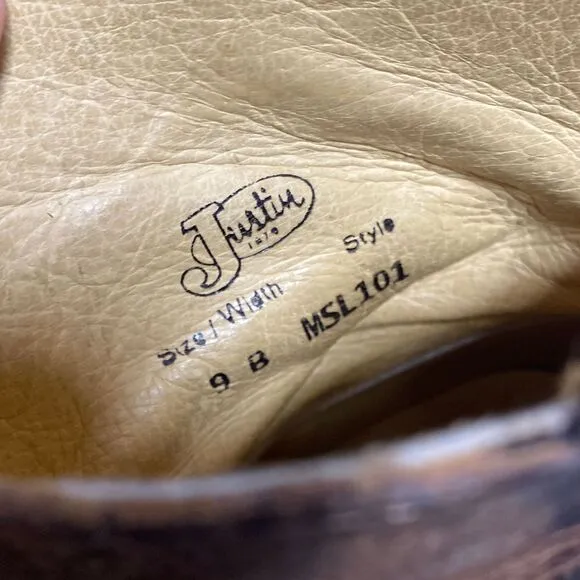 Justin
1879
Size/Width Style
9 B MSL101